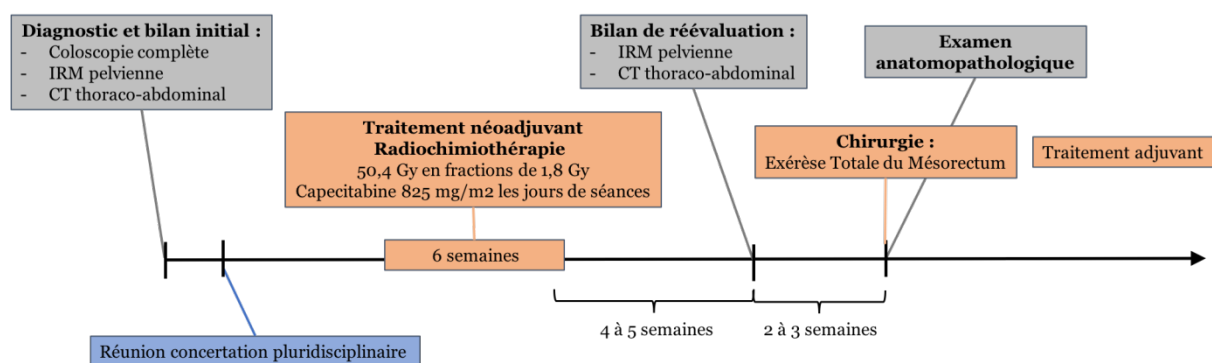 Diagnostic et bilan initial :
- Coloscopie complète
- IRM pelvienne
- CT thoraco-abdominal
Bilan de réévaluation :
- IRM pelvienne
- CT thoraco-abdominal
Examen
anatomopathologique
Traitement néoadjuvant
Radiochimiothérapie
50,4 Gy en fractions de 1,8 Gy
Capecitabine 825 mg/m2 les jours de séances
Chirurgie :
Exérèse Totale du Mésorectum
Traitement adjuvant
6 semaines
4 à 5 semaines
2 à 3 semaines
Réunion concertation pluridisciplinaire